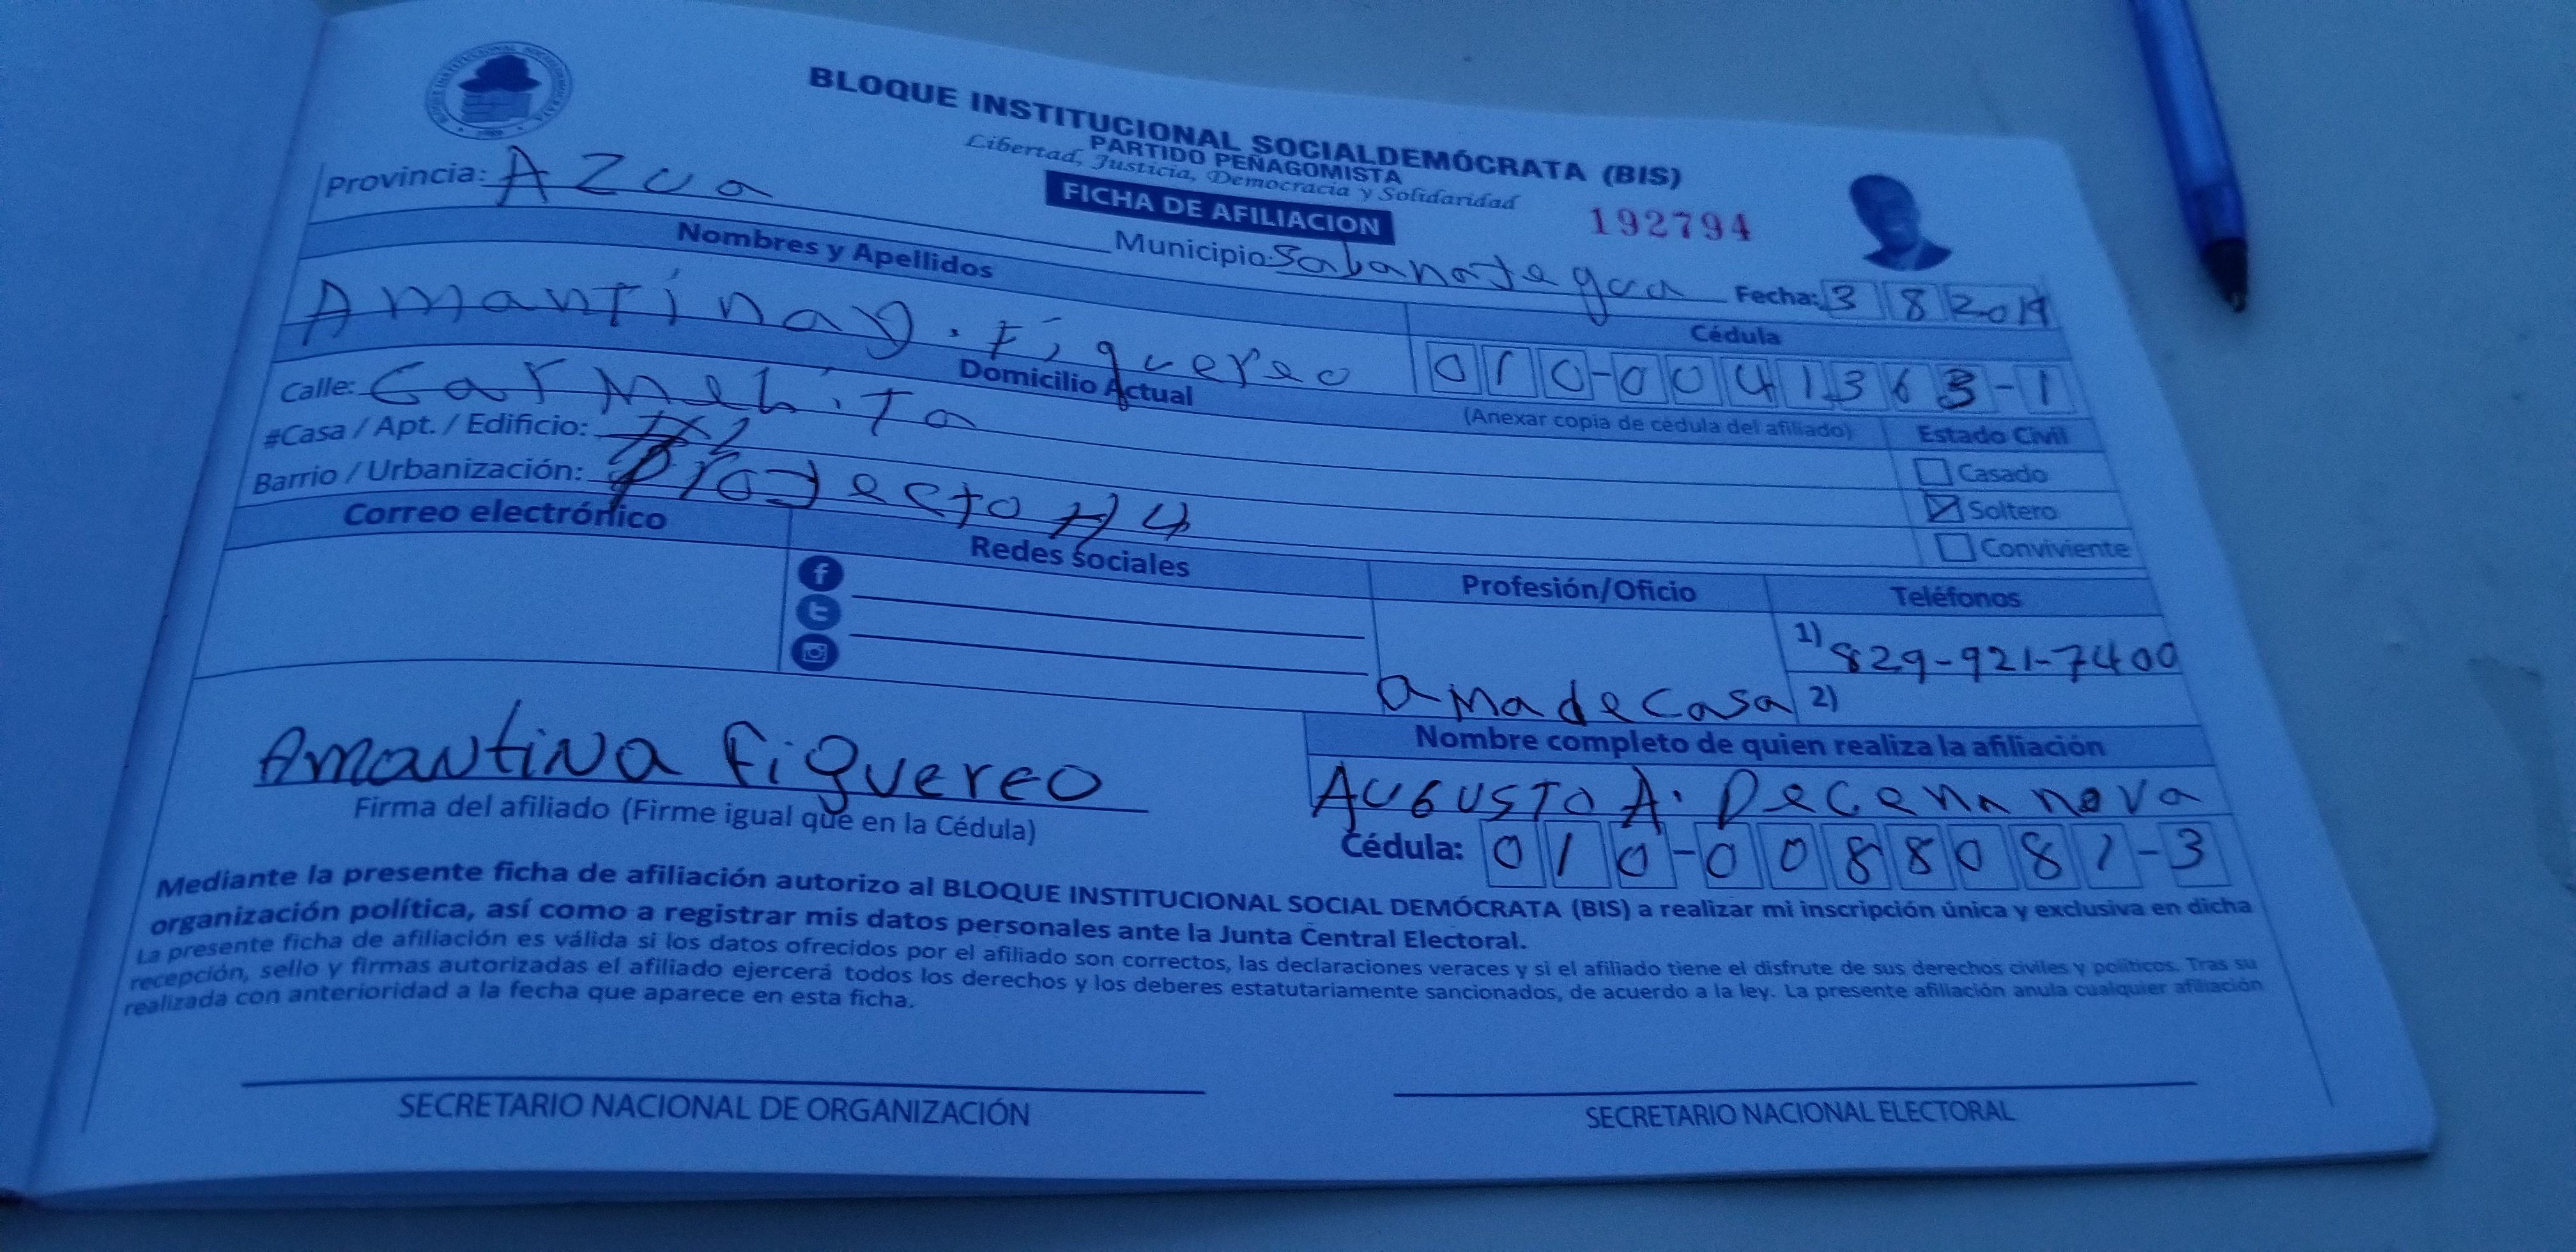 BLOQUE INSTITUCIONAL SOCIALDEMÓCRATA (BIS)
PARTIDO PEÑAGOMISTA
Libertad, Justicia, Democracia y Solidaridad
FICHA DE AFILIACION
192794
Provincia: AZua
Municipio: Sabanayegua
Fecha: 3 8 2019
Nombres y Apellidos
Cédula
Amantina D. Figuereo
010-0041363-1
Domicilio Actual
(Anexar copia de cédula del afiliado)
Estado Civil
Calle: Carmelita
#Casa / Apt. / Edificio:
Barrio / Urbanización: Proyecto H4
Casado
Soltero
Conviviente
Correo electrónico
Redes sociales
Profesión/Oficio
Teléfonos
1) 829-921-7400
ama de casa
2)
Amantina Figuereo
Firma del afiliado (Firme igual que en la Cédula)
Nombre completo de quien realiza la afiliación
AUGUSTO A.
Cédula: 010-0088081-3
Mediante la presente ficha de afiliación autorizo al BLOQUE INSTITUCIONAL SOCIAL DEMÓCRATA (BIS) a realizar mi inscripción única y exclusiva en dicha
organización política, así como a registrar mis datos personales ante la Junta Central Electoral.
La presente ficha de afiliación es válida si los datos ofrecidos por el afiliado son correctos, las declaraciones veraces y si el afiliado tiene el disfrute de sus derechos civiles y políticos. Tras su
recepción, sello y firmas autorizadas el afiliado ejercerá todos los derechos y los deberes estatutariamente sancionados, de acuerdo a la ley. La presente afiliación anula cualquier afiliación
realizada con anterioridad a la fecha que aparece en esta ficha.
SECRETARIO NACIONAL DE ORGANIZACIÓN
SECRETARIO NACIONAL ELECTORAL